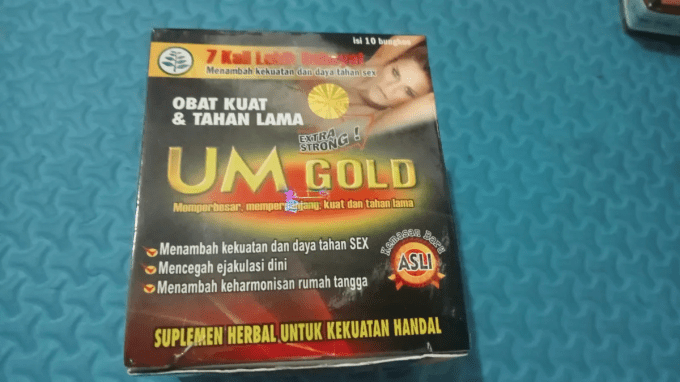 isi 10 bungkus
7 Kali Lebih
Menambah kekuatan dan daya tahan sex
OBAT KUAT
& TAHAN LAMA
EXTRA
STRONG !
UM GOLD
Memperbesar, memperpanjang, kuat dan tahan lama
Menambah kekuatan dan daya tahan SEX
Mencegah ejakulasi dini
Menambah keharmonisan rumah tangga
Kemasan Baru
ASLI
SUPLEMEN HERBAL UNTUK KEKUATAN HANDAL